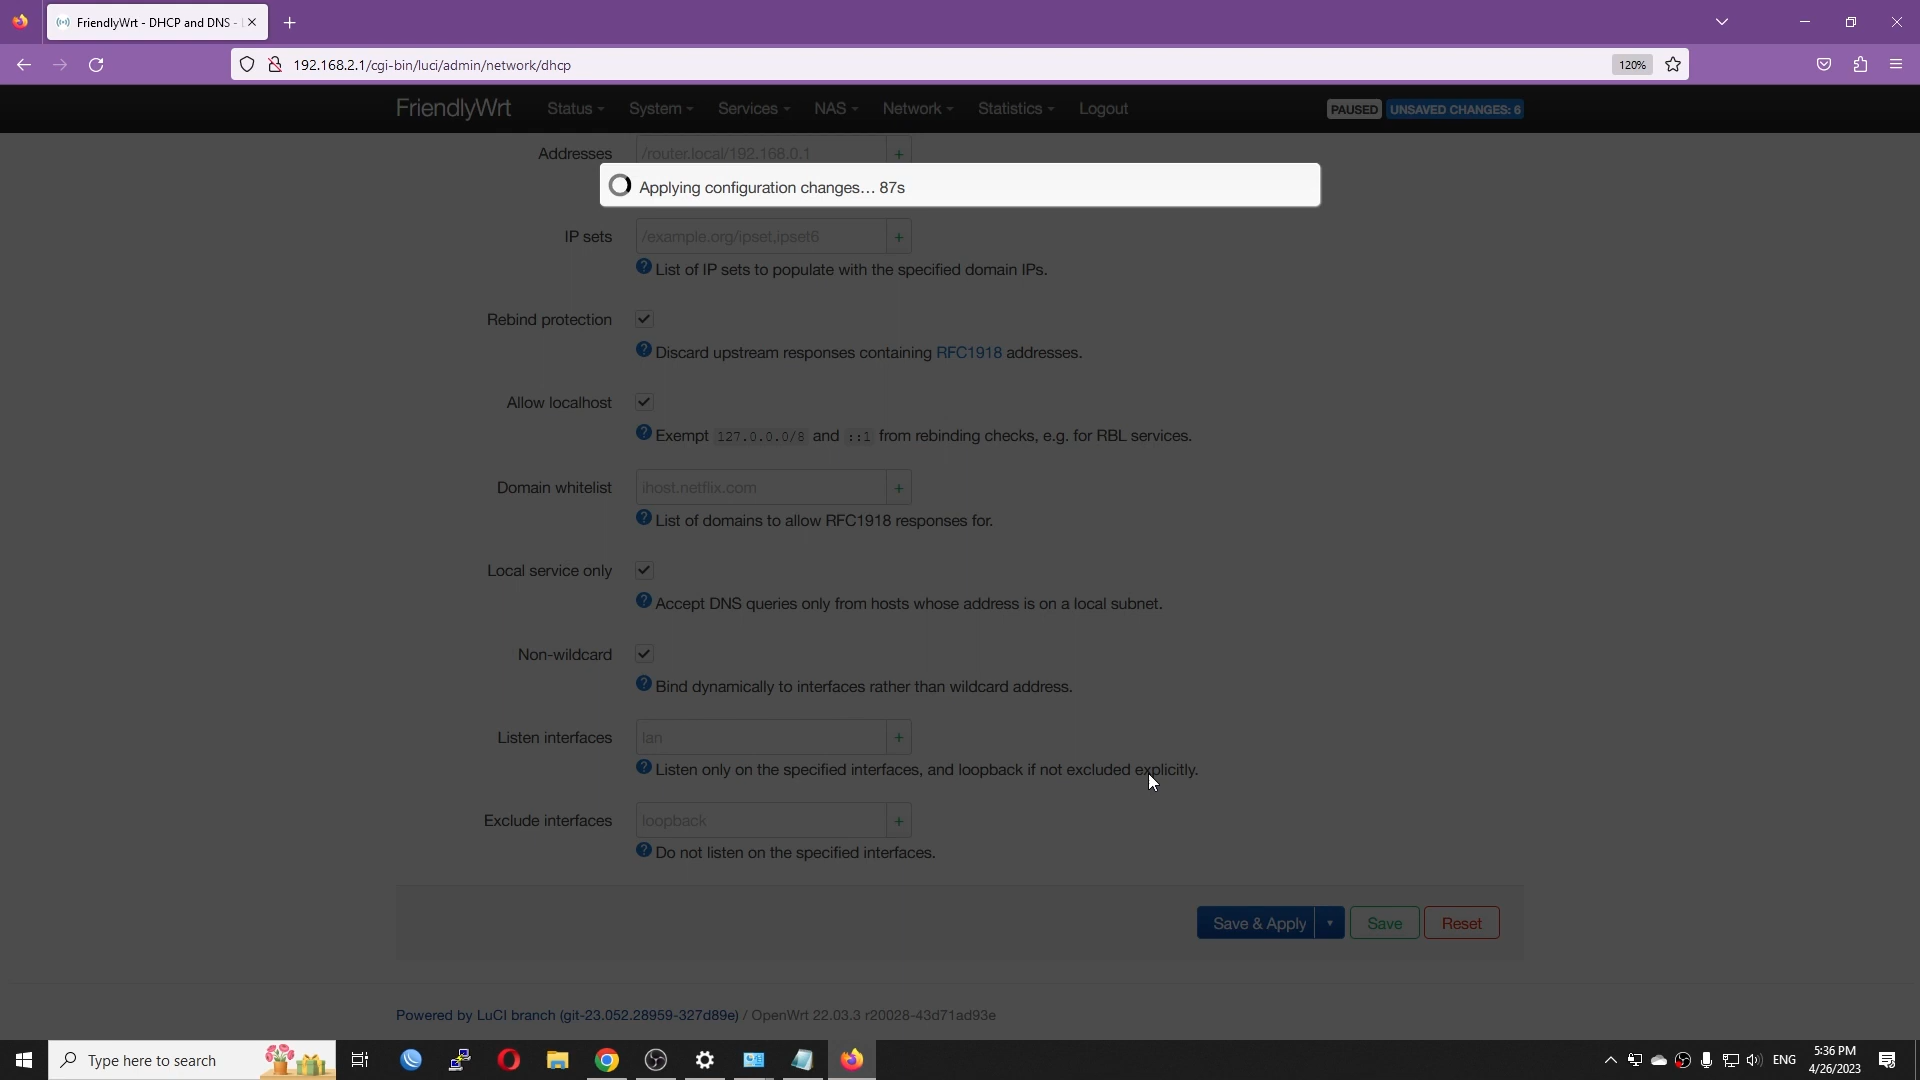 FriendlyWrt - DHCP and DNS -
192.168.2.1/cgi-bin/luci/admin/network/dhcp
120%
FriendlyWrt Status System Services NAS Network Statistics Logout PAUSED UNSAVED CHANGES: 6
Addresses /router.local/192.168.0.1 +
Applying configuration changes… 87s
IP sets /example.org/ipset,ipset6 +
List of IP sets to populate with the specified domain IPs.
Rebind protection
Discard upstream responses containing RFC1918 addresses.
Allow localhost
Exempt 127.0.0.0/8 and ::1 from rebinding checks, e.g. for RBL services.
Domain whitelist ihost.netflix.com +
List of domains to allow RFC1918 responses for.
Local service only
Accept DNS queries only from hosts whose address is on a local subnet.
Non-wildcard
Bind dynamically to interfaces rather than wildcard address.
Listen interfaces lan +
Listen only on the specified interfaces, and loopback if not excluded explicitly.
Exclude interfaces loopback +
Do not listen on the specified interfaces.
Save & Apply Save Reset
Powered by LuCI branch (git-23.052.28959-327d89e) / OpenWrt 22.03.3 r20028-43d71ad93e
Type here to search
ENG
5:36 PM
4/26/2023